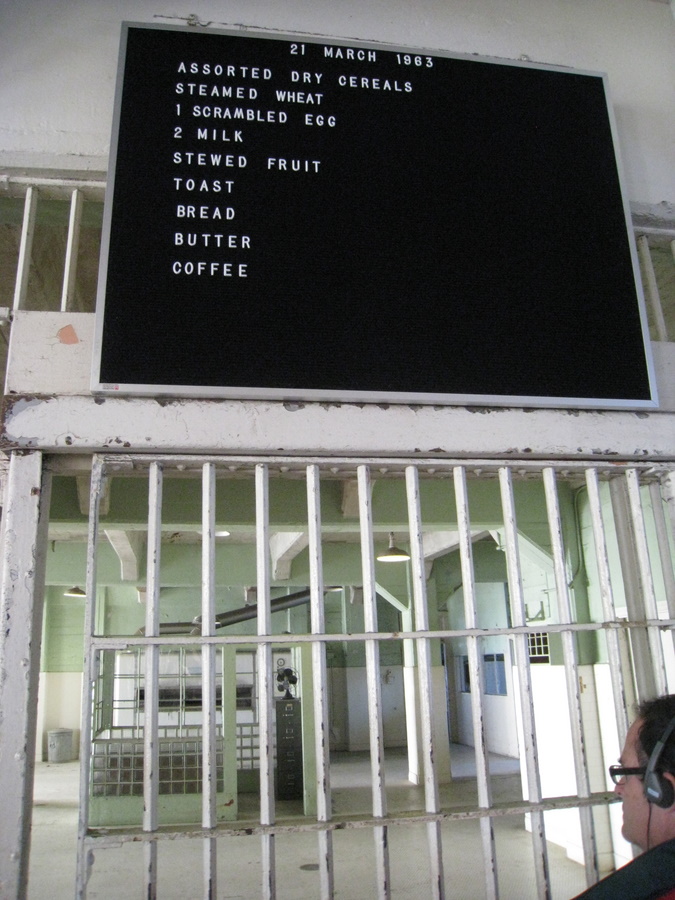 21 MARCH 1963
ASSORTED DRY CEREALS
STEAMED WHEAT
1 SCRAMBLED EGG
2 MILK
STEWED FRUIT
TOAST
BREAD
BUTTER
COFFEE